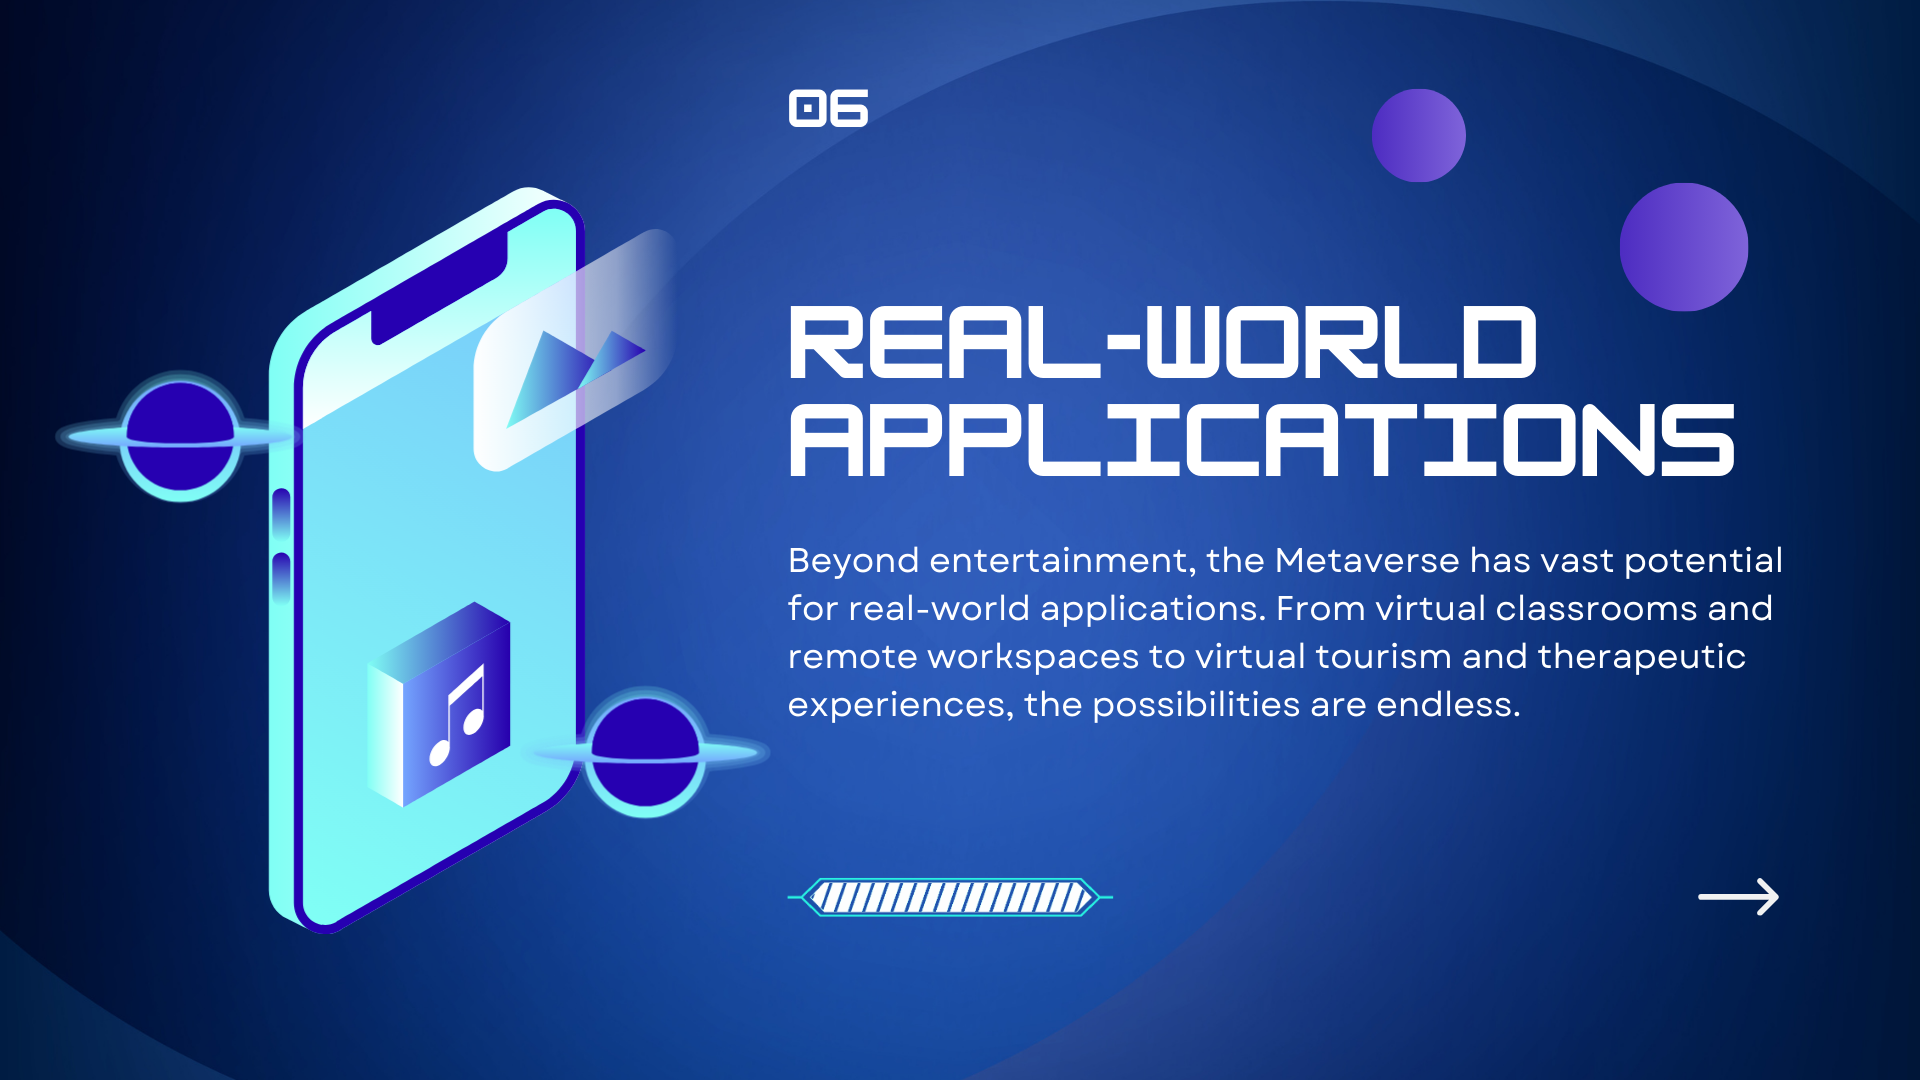 06
REAL-WORLD
APPLICATIONS
Beyond entertainment, the Metaverse has vast potential
for real-world applications. From virtual classrooms and
remote workspaces to virtual tourism and therapeutic
experiences, the possibilities are endless.